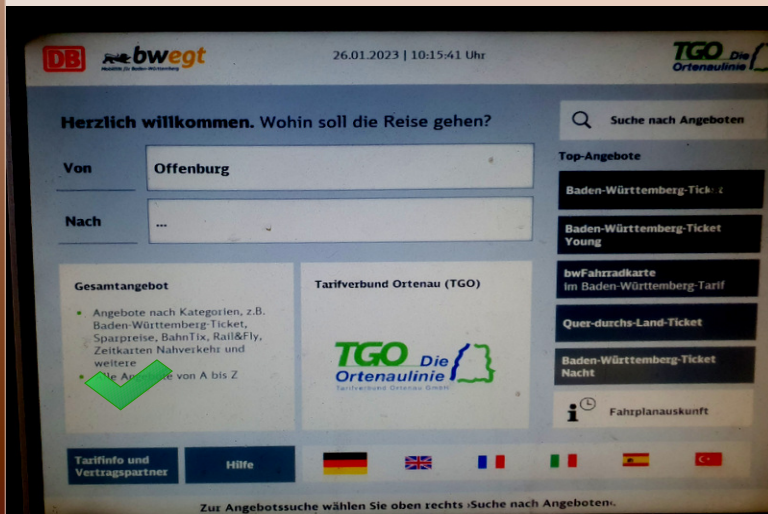 DB
bwegt
26.01.2023 | 10:15:41 Uhr
TGO Die
Ortenaulinie
Herzlich willkommen. Wohin soll die Reise gehen?
Suche nach Angeboten
Von
Offenburg
Nach
...
Top-Angebote
Baden-Württemberg-Ticket
Baden-Württemberg-Ticket
Young
bwFahrradkarte
Im Baden-Württemberg-Tarif
Quer-durchs-Land-Ticket
Baden-Württemberg-Ticket
Nacht
Fahrplanauskunft
Gesamtangebot
• Angebote nach Kategorien, z.B.
Baden-Württemberg-Ticket,
Sparpreise, BahnTix, Rail&Fly,
Zeitkarten Nahverkehr und
weitere
• Alle Angebote von A bis Z
Tarifverbund Ortenau (TGO)
TGO Die
Ortenaulinie
Tarifverbund Ortenau GmbH
Tarifinfo und
Vertragspartner
Hilfe
Zur Angebotssuche wählen Sie oben rechts ›Suche nach Angeboten‹.